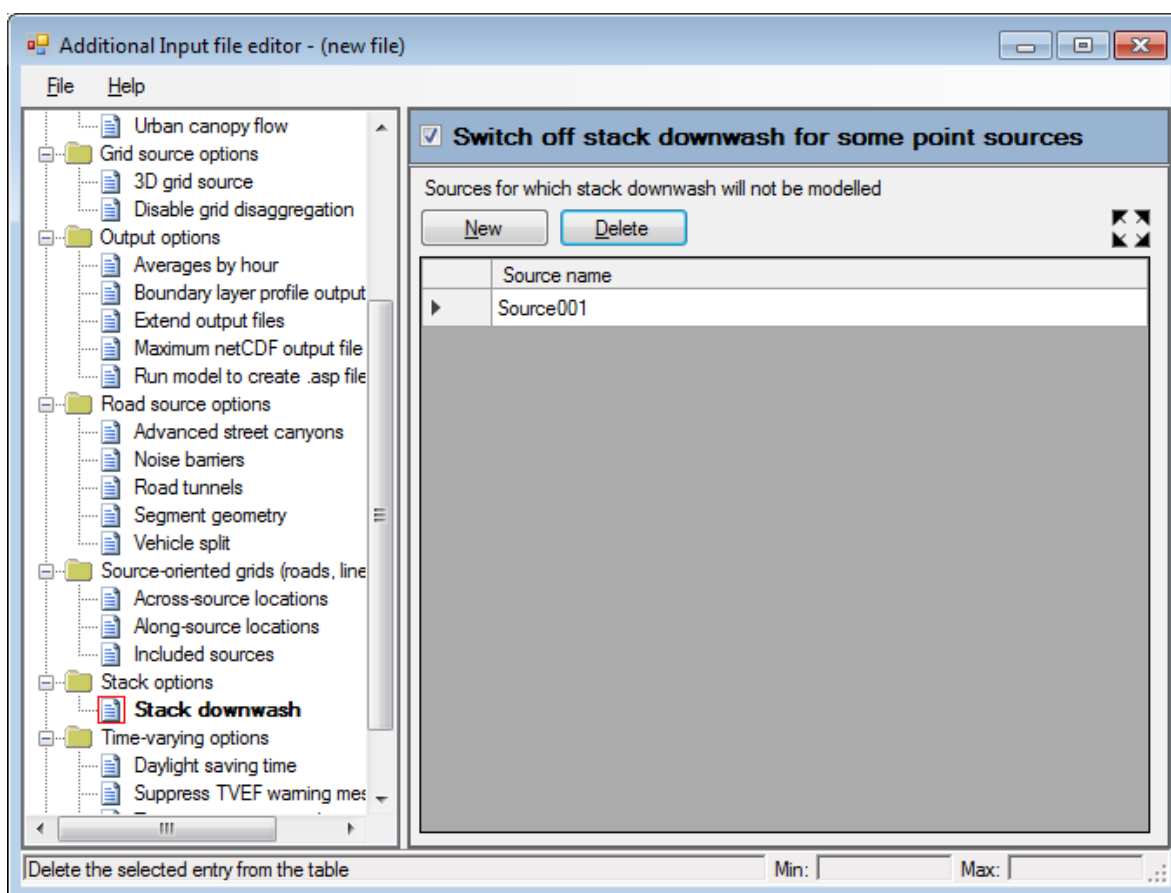 Additional Input file editor - (new file)
File Help
Urban canopy flow
Grid source options
3D grid source
Disable grid disaggregation
Output options
Averages by hour
Boundary layer profile output
Extend output files
Maximum netCDF output file
Run model to create .asp file
Road source options
Advanced street canyons
Noise barriers
Road tunnels
Segment geometry
Vehicle split
Source-oriented grids (roads, line
Across-source locations
Along-source locations
Included sources
Stack options
Stack downwash
Time-varying options
Daylight saving time
Suppress TVEF warning mes
Switch off stack downwash for some point sources
Sources for which stack downwash will not be modelled
New Delete
Source name
Source001
Delete the selected entry from the table Min: Max: